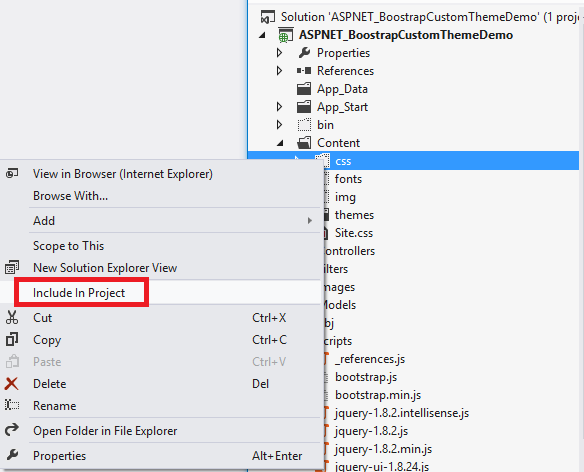 Solution 'ASPNET_BoostrapCustomThemeDemo' (1 proje
ASPNET_BoostrapCustomThemeDemo
Properties
References
App_Data
App_Start
bin
Content
css
fonts
img
themes
Site.css
ontrollers
ilters
mages
Models
bj
cripts
_references.js
bootstrap.js
bootstrap.min.js
jquery-1.8.2.intellisense.js
jquery-1.8.2.js
jquery-1.8.2.min.js
jquery-ui-1.8.24.js
View in Browser (Internet Explorer)
Browse With...
Add
Scope to This
New Solution Explorer View
Include In Project
Cut Ctrl+X
Copy Ctrl+C
Paste Ctrl+V
Delete Del
Rename
Open Folder in File Explorer
Properties Alt+Enter